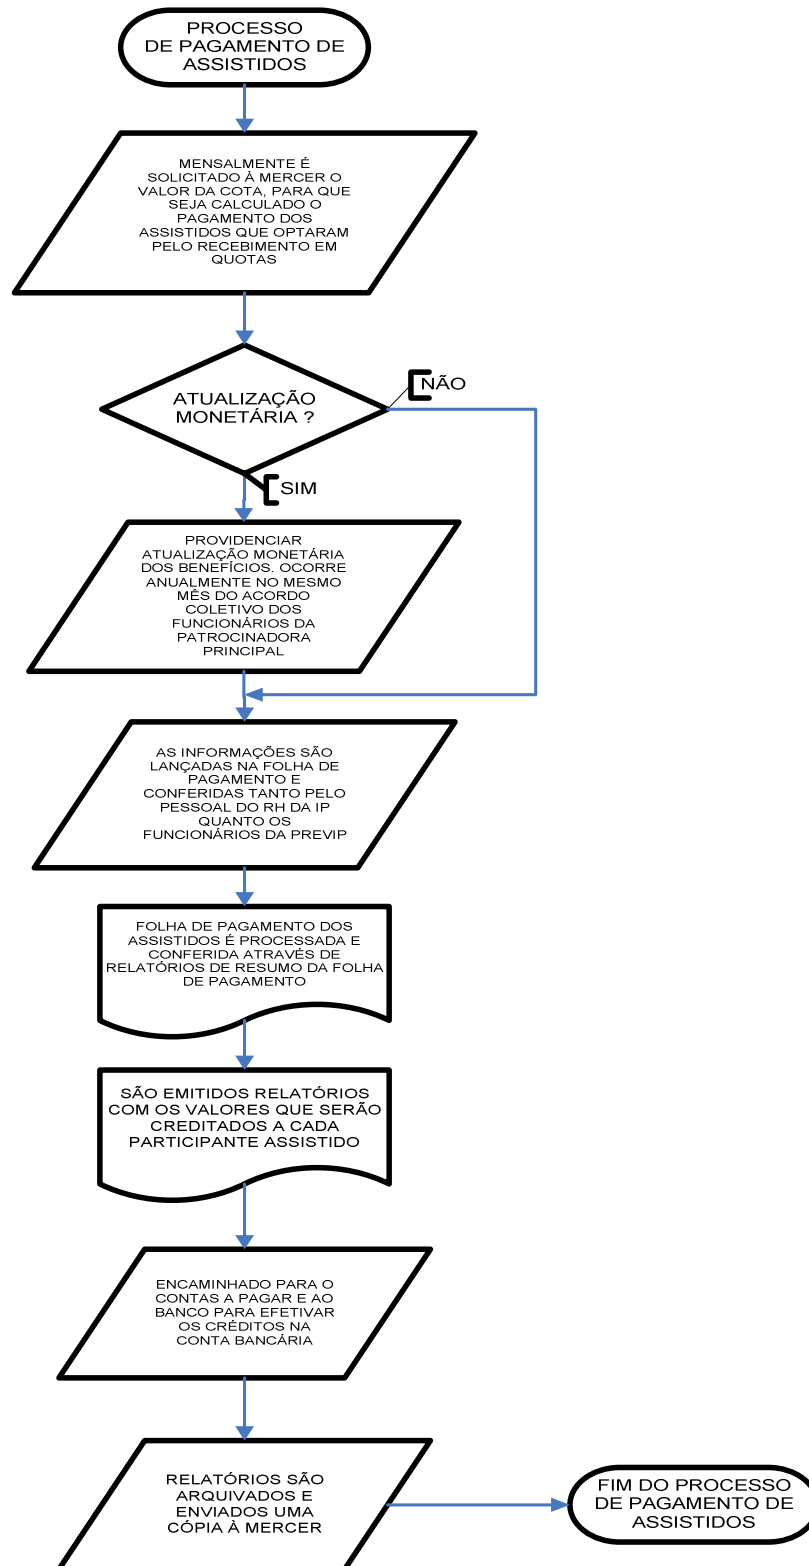 PROCESSO
DE PAGAMENTO DE
ASSISTIDOS
MENSALMENTE É
SOLICITADO À MERCER O
VALOR DA COTA, PARA QUE
SEJA CALCULADO O
PAGAMENTO DOS
ASSISTIDOS QUE OPTARAM
PELO RECEBIMENTO EM
QUOTAS
ATUALIZAÇÃO
MONETÁRIA ?
NÃO
SIM
PROVIDENCIAR
ATUALIZAÇÃO MONETÁRIA
DOS BENEFÍCIOS. OCORRE
ANUALMENTE NO MESMO
MÊS DO ACORDO
COLETIVO DOS
FUNCIONÁRIOS DA
PATROCINADORA
PRINCIPAL
AS INFORMAÇÕES SÃO
LANÇADAS NA FOLHA DE
PAGAMENTO E
CONFERIDAS TANTO PELO
PESSOAL DO RH DA IP
QUANTO OS
FUNCIONÁRIOS DA PREVIP
FOLHA DE PAGAMENTO DOS
ASSISTIDOS É PROCESSADA E
CONFERIDA ATRAVÉS DE
RELATÓRIOS DE RESUMO DA FOLHA
DE PAGAMENTO
SÃO EMITIDOS RELATÓRIOS
COM OS VALORES QUE SERÃO
CREDITADOS A CADA
PARTICIPANTE ASSISTIDO
ENCAMINHADO PARA O
CONTAS A PAGAR E AO
BANCO PARA EFETIVAR
OS CRÉDITOS NA
CONTA BANCÁRIA
RELATÓRIOS SÃO
ARQUIVADOS E
ENVIADOS UMA
CÓPIA À MERCER
FIM DO PROCESSO
DE PAGAMENTO DE
ASSISTIDOS